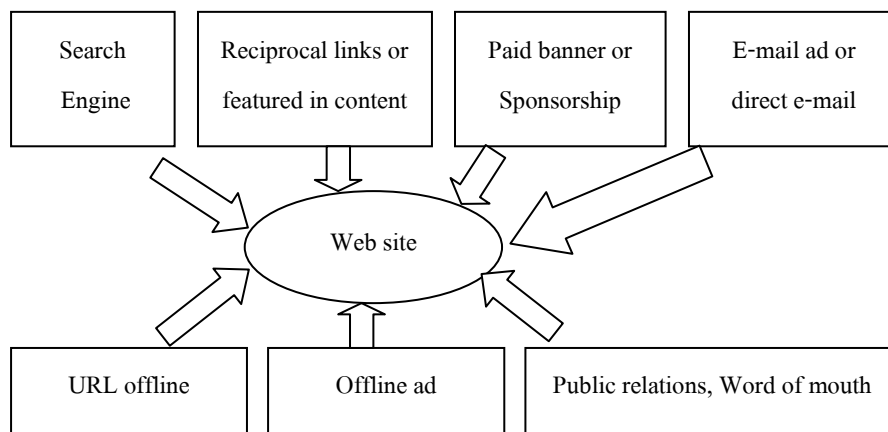 Search
Engine
Reciprocal links or
featured in content
Paid banner or
Sponsorship
E-mail ad or
direct e-mail
Web site
URL offline
Offline ad
Public relations, Word of mouth